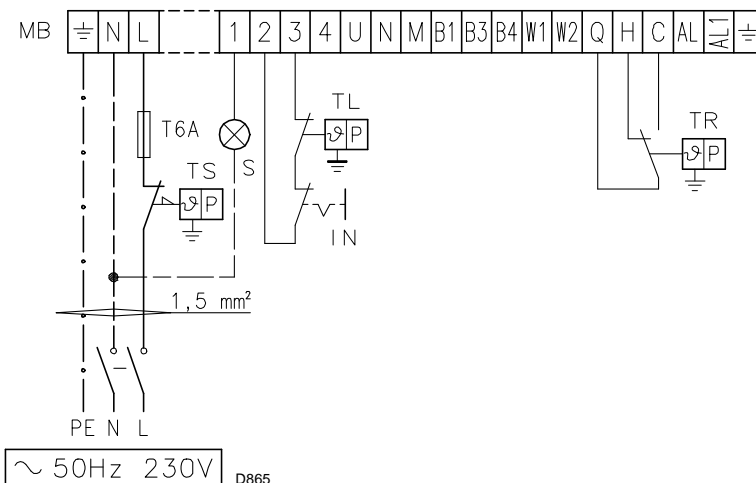 MB N L 1 2 3 4 U N M B1 B3 B4 W1 W2 Q H C AL AL1
TL
T6A
ϑ P
TR
S
ϑ P
TS
ϑ P
IN
1,5 mm²
PE N L
~ 50Hz 230V
D865